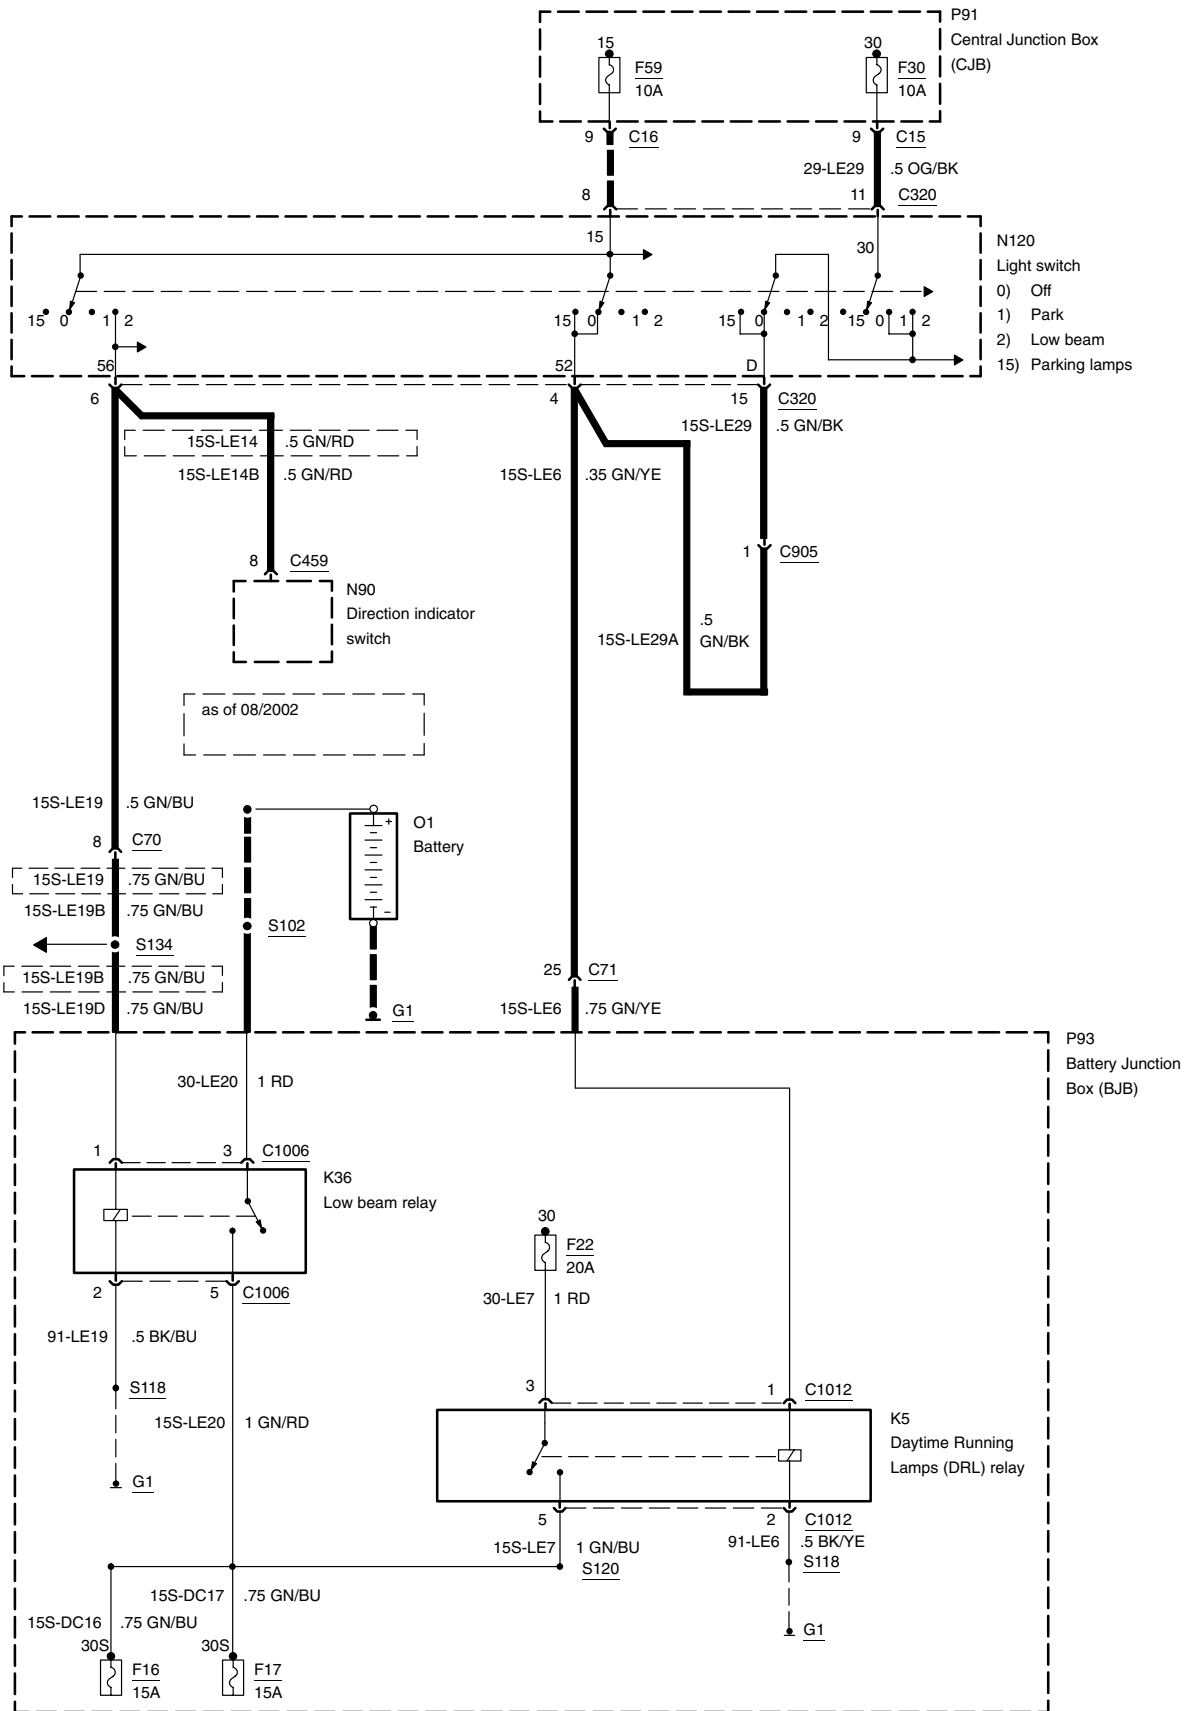 P91
Central Junction Box
(CJB)
15
F59
10A
30
F30
10A
9
C16
9
C15
29-LE29
.5 OG/BK
8
11
C320
15
30
N120
Light switch
0) Off
1) Park
2) Low beam
15) Parking lamps
15 0 1 2
15 0 1 2
15 0 1 2
15 0 1 2
56
52
D
6
4
15
C320
15S-LE29
.5 GN/BK
15S-LE14
.5 GN/RD
15S-LE14B
.5 GN/RD
15S-LE6
.35 GN/YE
1
C905
8
C459
N90
Direction indicator
switch
15S-LE29A
.5
GN/BK
as of 08/2002
15S-LE19
.5 GN/BU
8
C70
O1
Battery
+
–
15S-LE19
.75 GN/BU
15S-LE19B
.75 GN/BU
S134
S102
15S-LE19B
.75 GN/BU
15S-LE19D
.75 GN/BU
G1
25
C71
15S-LE6
.75 GN/YE
P93
Battery Junction
Box (BJB)
30-LE20
1 RD
1
3
C1006
K36
Low beam relay
2
5
C1006
30
F22
20A
30-LE7
1 RD
91-LE19
.5 BK/BU
S118
15S-LE20
1 GN/RD
G1
3
1
C1012
K5
Daytime Running
Lamps (DRL) relay
5
2
C1012
15S-LE7
1 GN/BU
S120
91-LE6
.5 BK/YE
S118
15S-DC17
.75 GN/BU
15S-DC16
.75 GN/BU
G1
30S
F16
15A
30S
F17
15A